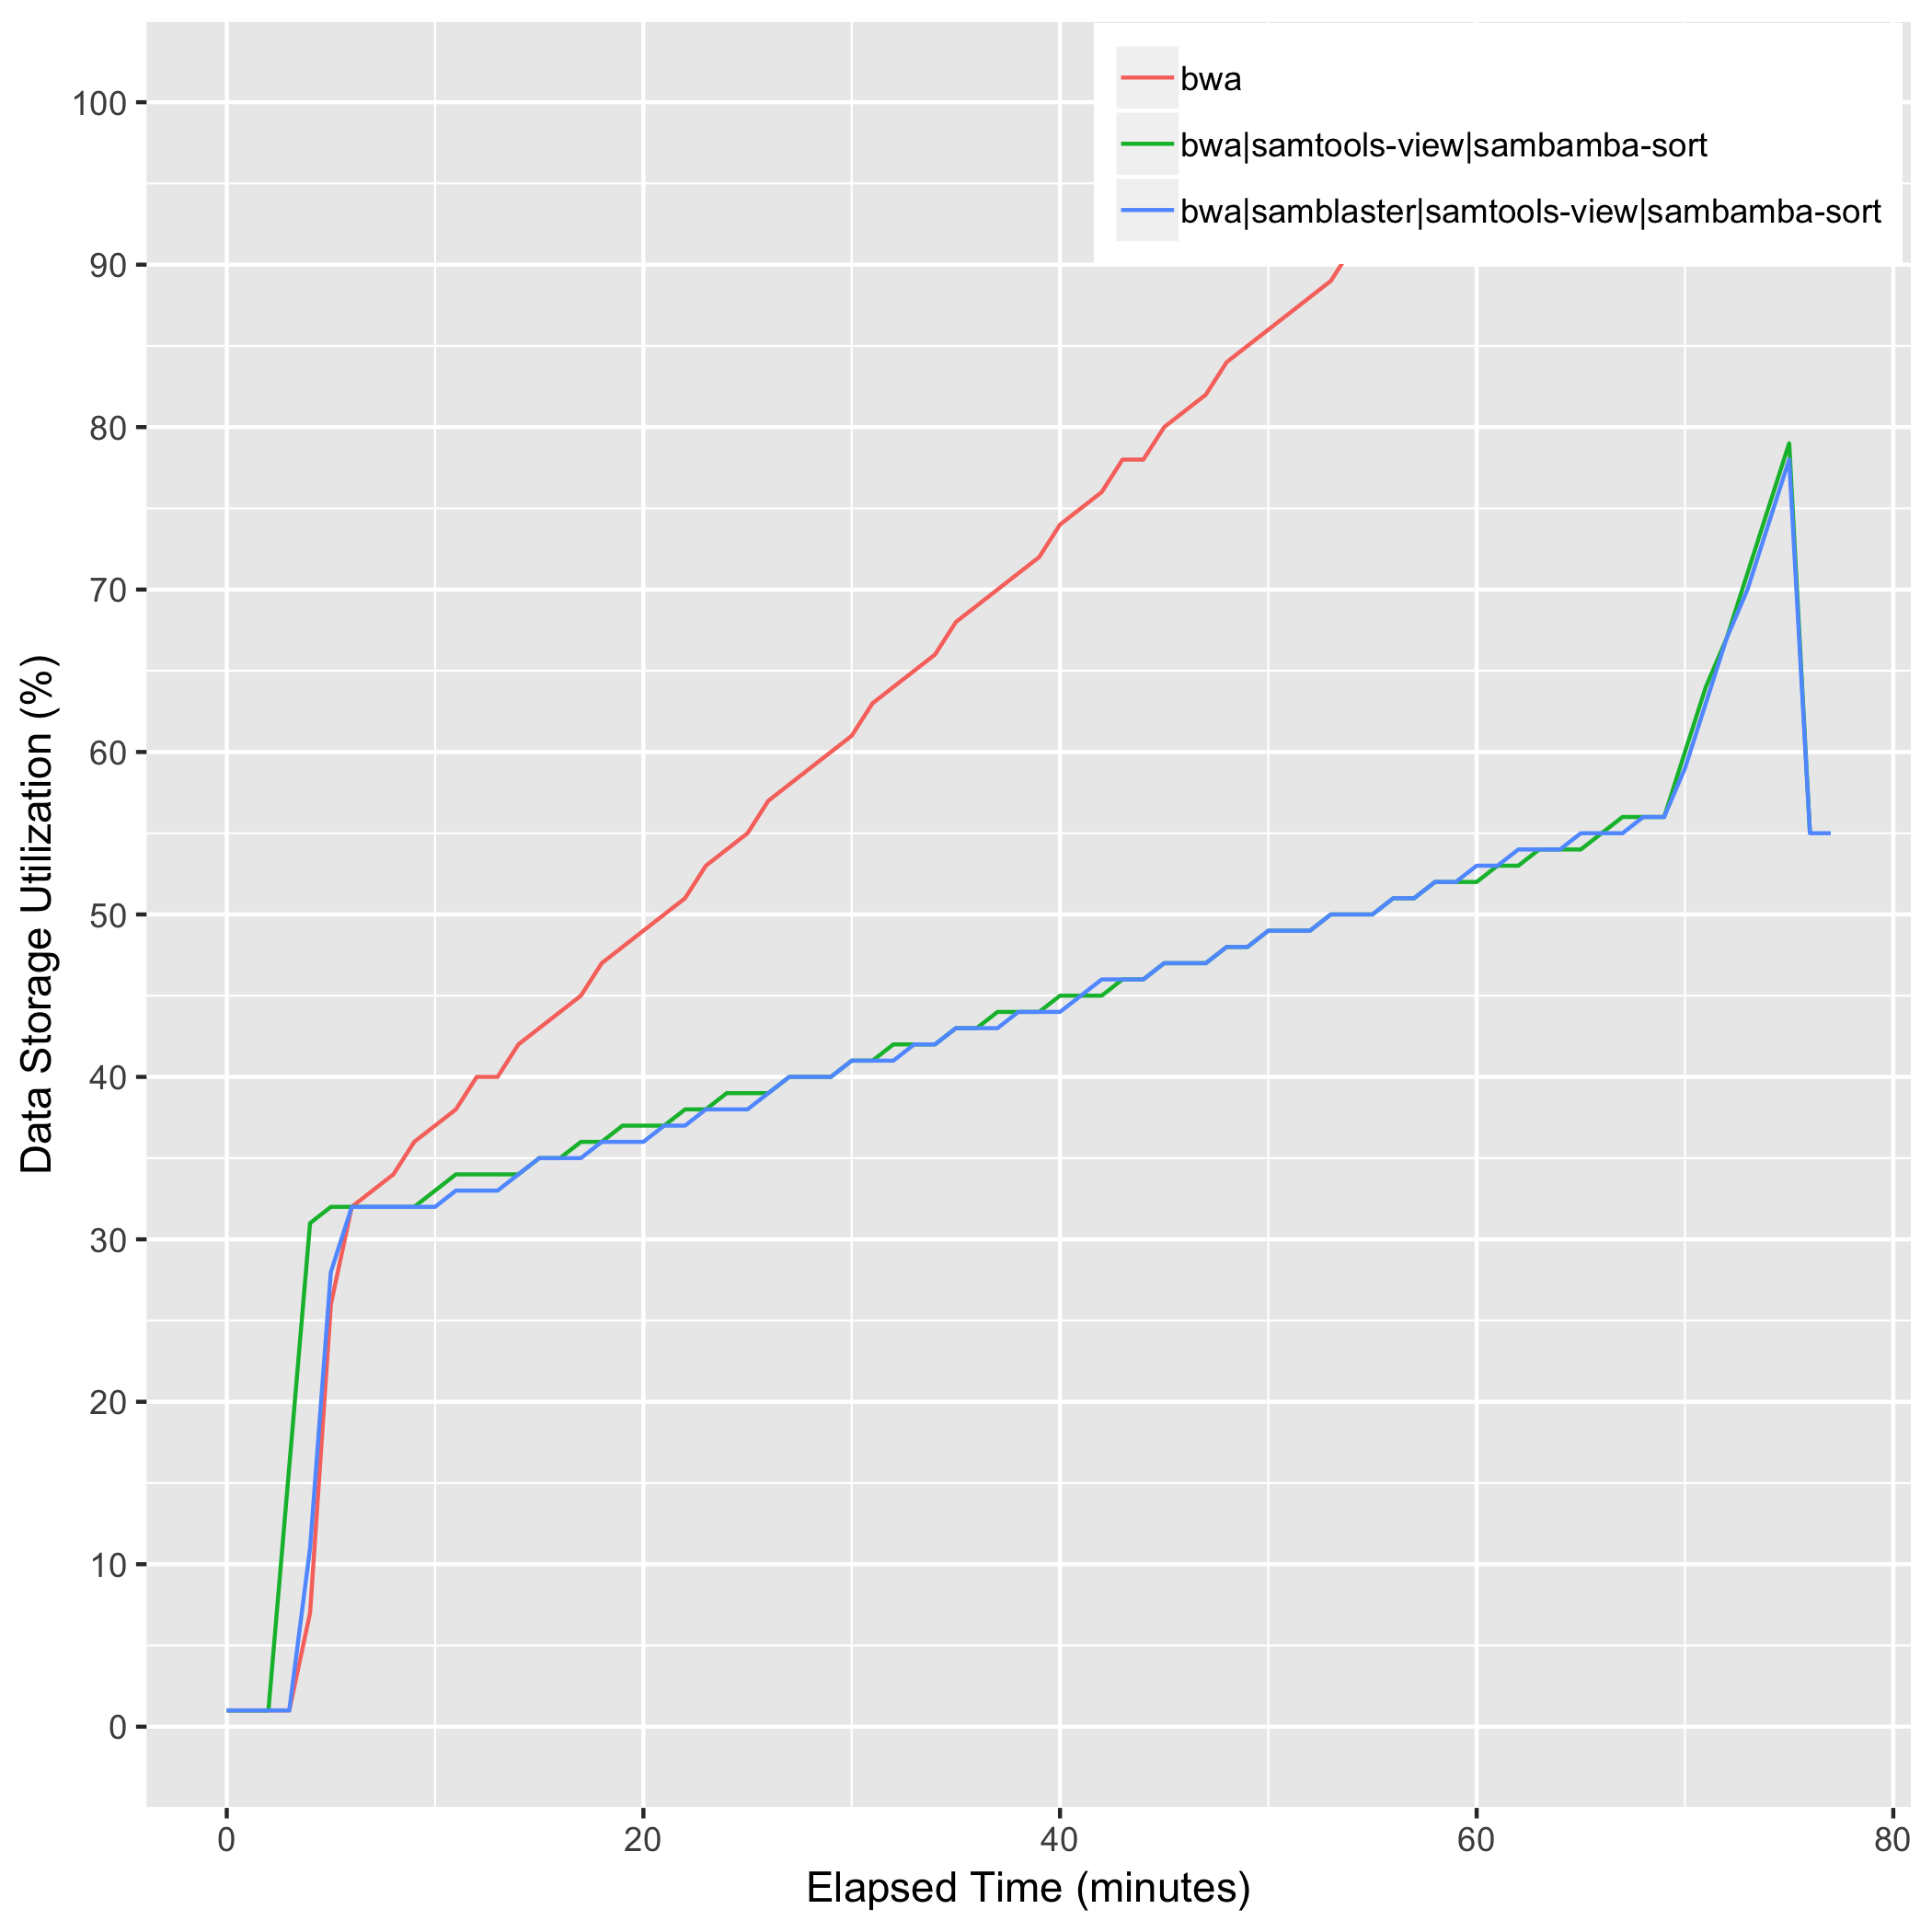 bwa
bwa|samtools-view|sambamba-sort
bwa|samblaster|samtools-view|sambamba-sort
100
90
80
70
60
50
40
30
20
10
0
Data Storage Utilization (%)
0 20 40 60 80
Elapsed Time (minutes)